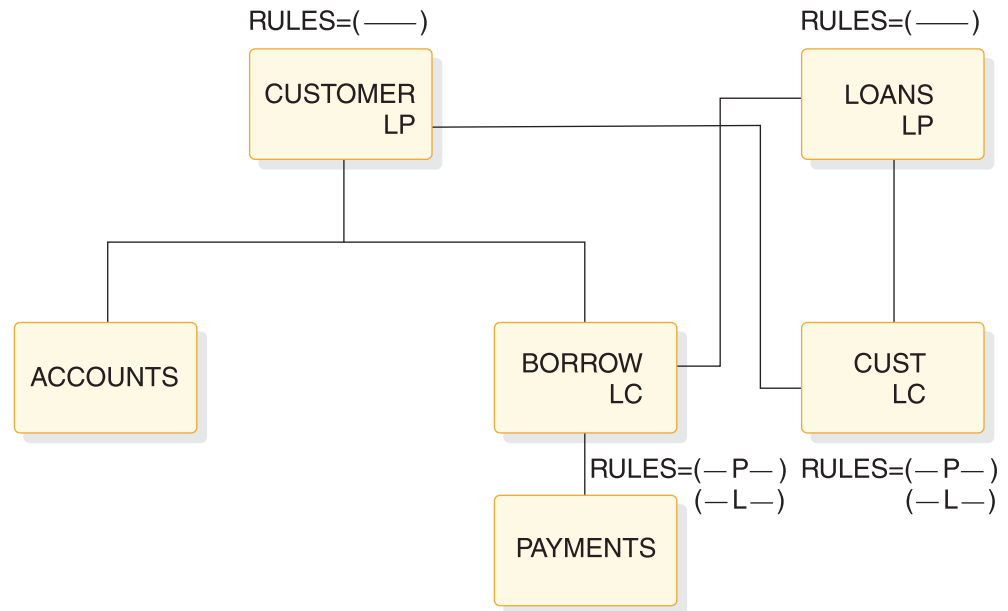 RULES=(——)
RULES=(——)
CUSTOMER
LP
LOANS
LP
ACCOUNTS
BORROW
LC
CUST
LC
RULES=(—P—)
(—L—)
RULES=(—P—)
(—L—)
PAYMENTS